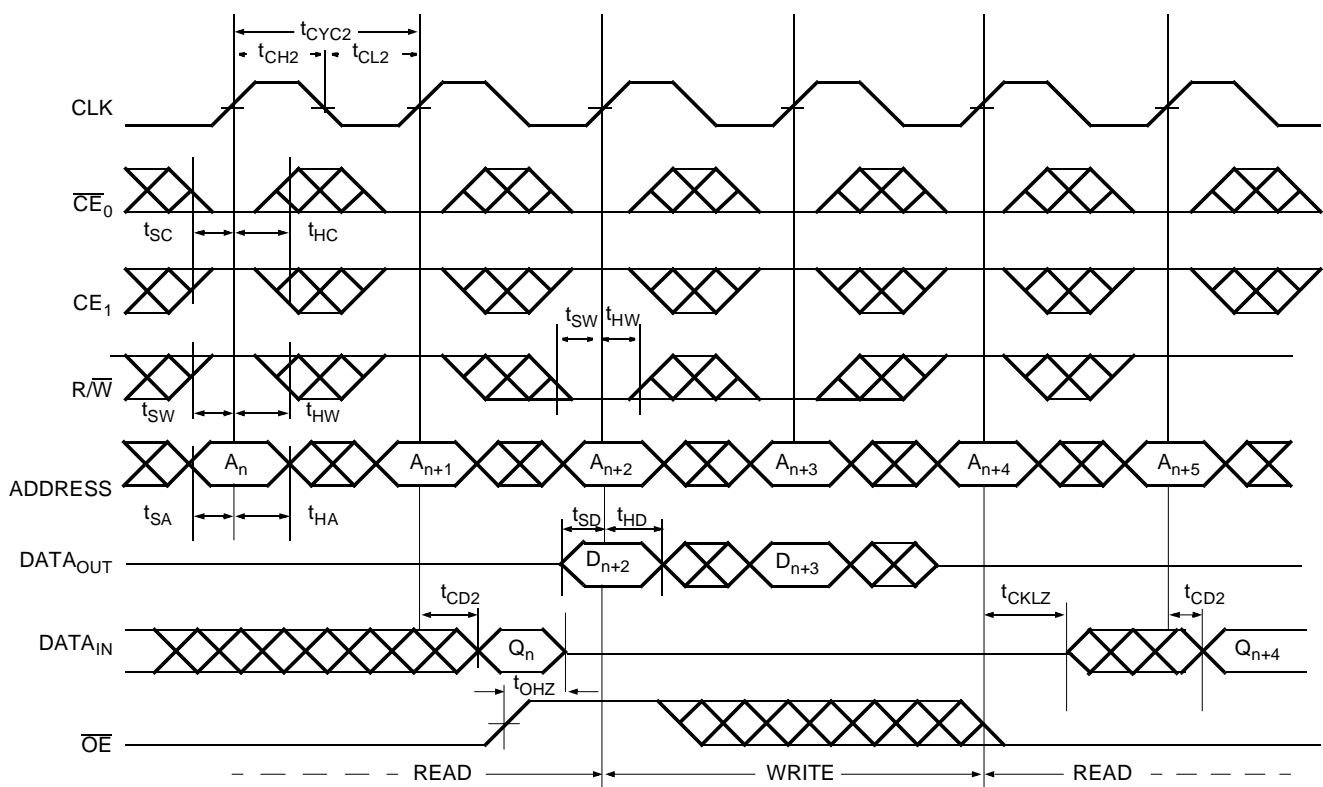 tCYC2
tCH2 tCL2
CLK
CE0
tSC tHC
CE1
tSW tHW
R/W
tSW tHW
An An+1 An+2 An+3 An+4 An+5
ADDRESS
tSA tHA
tSD tHD
DATAOUT Dn+2 Dn+3
tCD2 tCKLZ tCD2
DATAIN Qn Qn+4
tOHZ
OE
READ WRITE READ